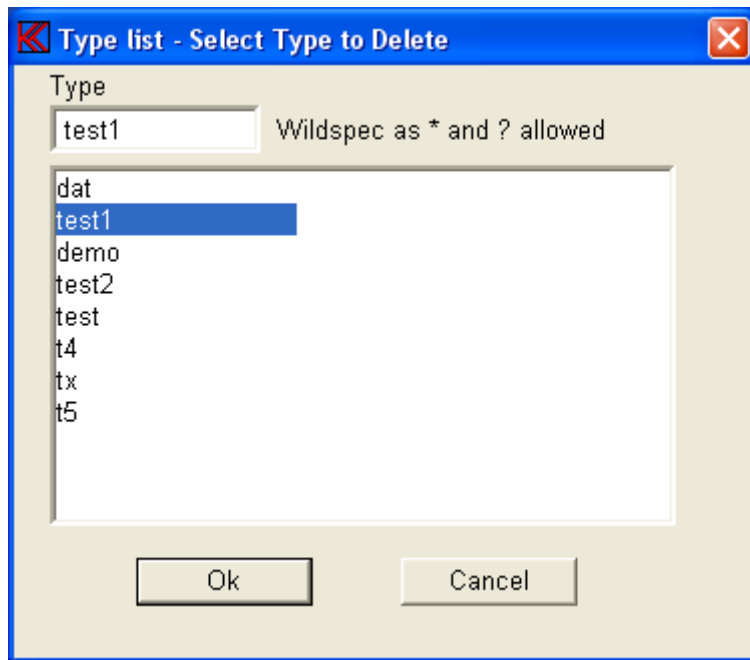 Type list - Select Type to Delete
Type
test1 Wildspec as * and ? allowed
dat
test1
demo
test2
test
t4
tx
t5
Ok Cancel